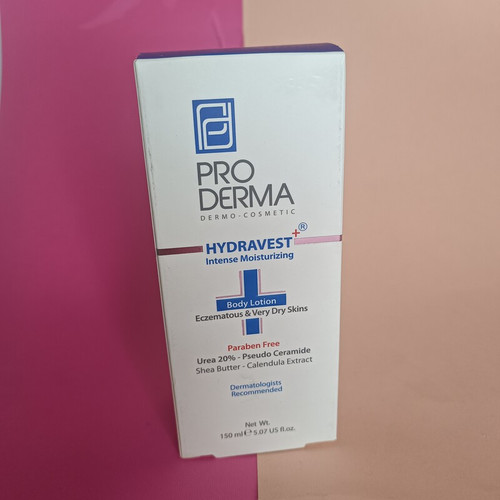 PRO
DERMA
DERMO-COSMETIC
HYDRAVEST+®
Intense Moisturizing
Body Lotion
Eczematous & Very Dry Skins
Paraben Free
Urea 20% - Pseudo Ceramide
Shea Butter - Calendula Extract
Dermatologists
Recommended
Net Wt.
150 ml ℮ 5.07 US fl.oz.